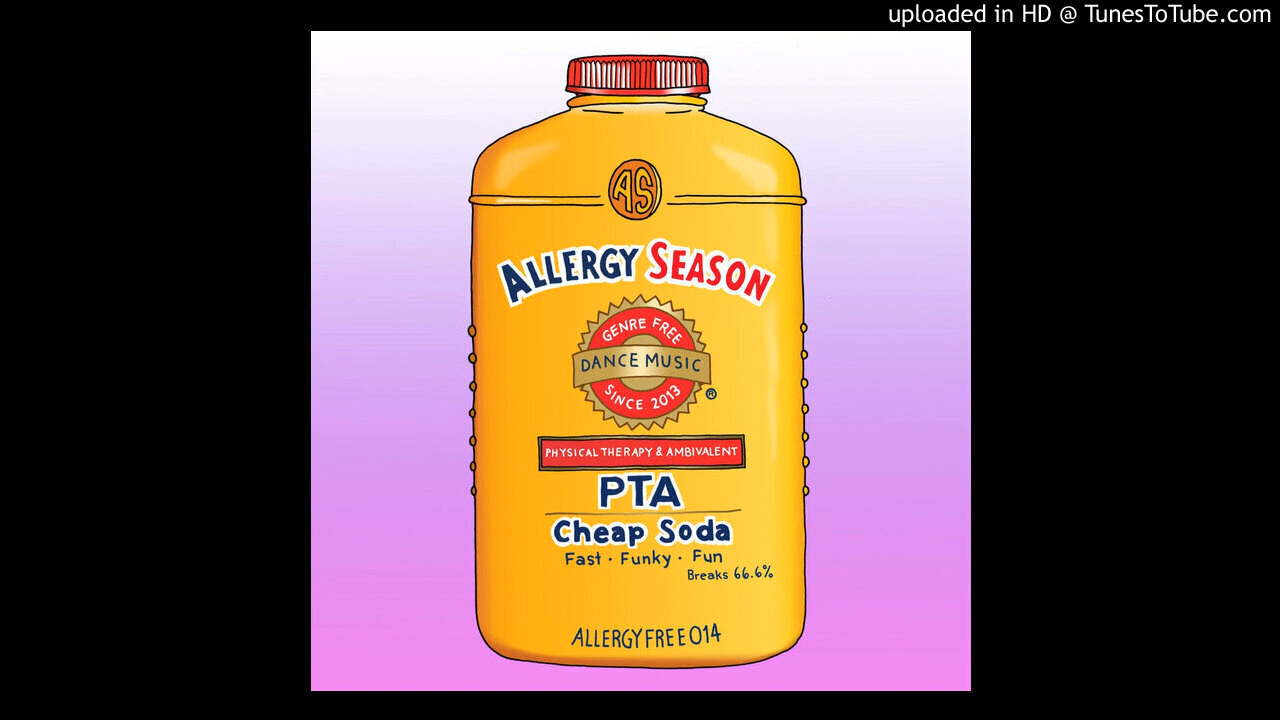 uploaded in HD @ TunesToTube.com
AS
ALLERGY SEASON
GENRE FREE
DANCE MUSIC
SINCE 2013
®
PHYSICAL THERAPY & AMBIVALENT
PTA
Cheap Soda
Fast · Funky · Fun
Breaks 66.6%
ALLERGYFREE014